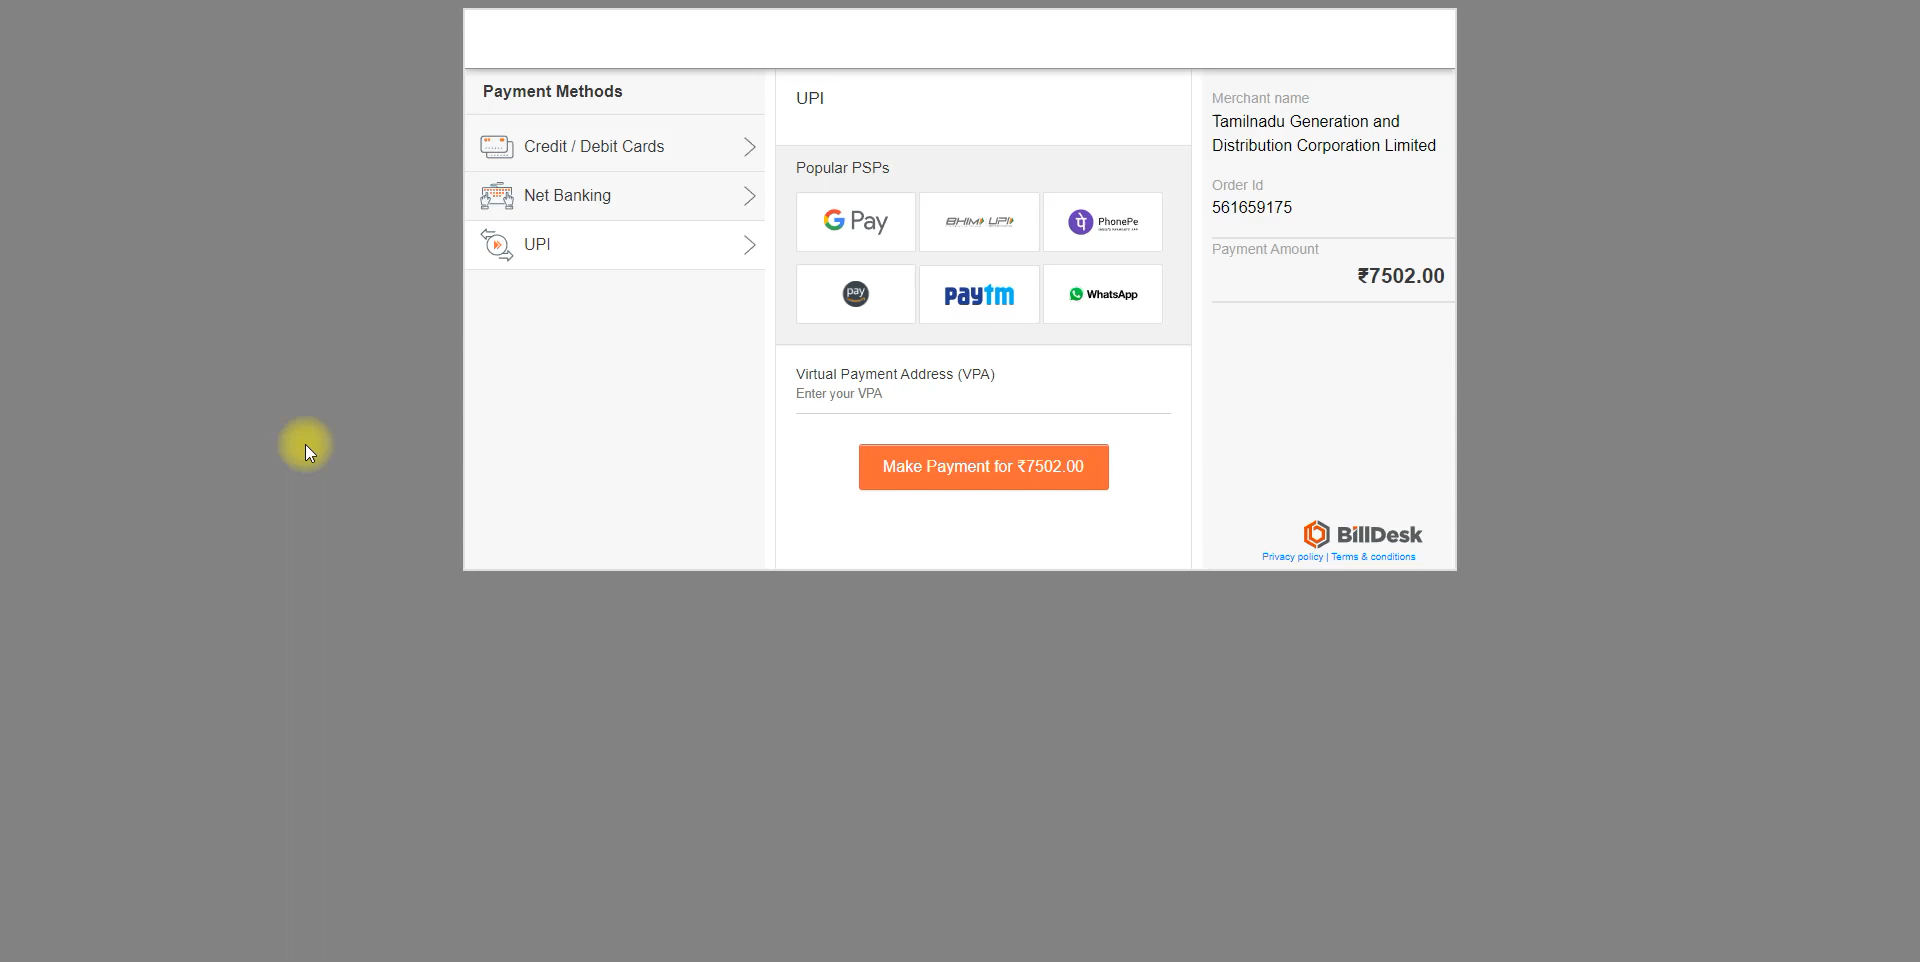 Payment Methods
Credit / Debit Cards
Net Banking
UPI
UPI
Popular PSPs
G Pay
BHIM UPI
पे PhonePe
pay
paytm
WhatsApp
Virtual Payment Address (VPA)
Enter your VPA
Make Payment for ₹7502.00
Merchant name
Tamilnadu Generation and
Distribution Corporation Limited
Order Id
561659175
Payment Amount
₹7502.00
BillDesk
Privacy policy | Terms & conditions